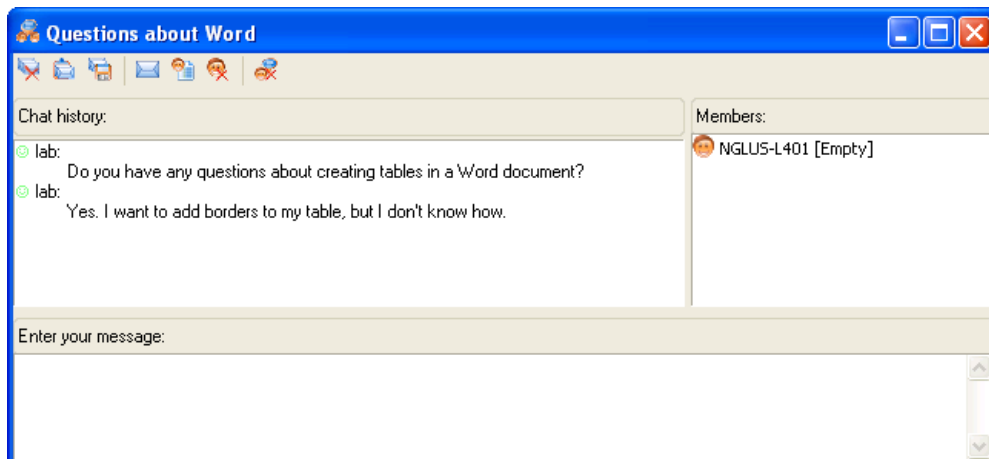 Questions about Word
Chat history:
Members:
lab:
Do you have any questions about creating tables in a Word document?
lab:
Yes. I want to add borders to my table, but I don't know how.
NGLUS-L401 [Empty]
Enter your message: